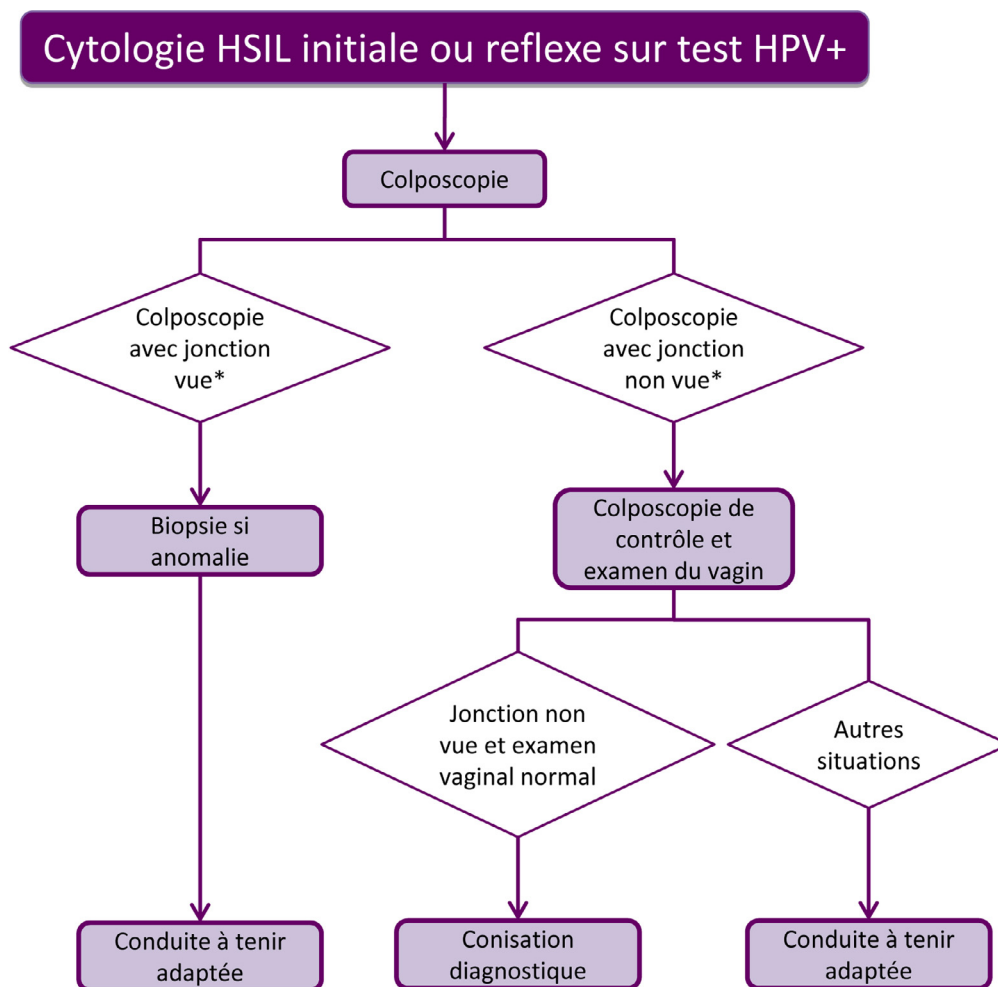 Cytologie HSIL initiale ou reflexe sur test HPV+
Colposcopie
Colposcopie
avec jonction
vue*
Colposcopie
avec jonction
non vue*
Biopsie si
anomalie
Colposcopie de
contrôle et
examen du vagin
Jonction non
vue et examen
vaginal normal
Autres
situations
Conduite à tenir
adaptée
Conisation
diagnostique
Conduite à tenir
adaptée